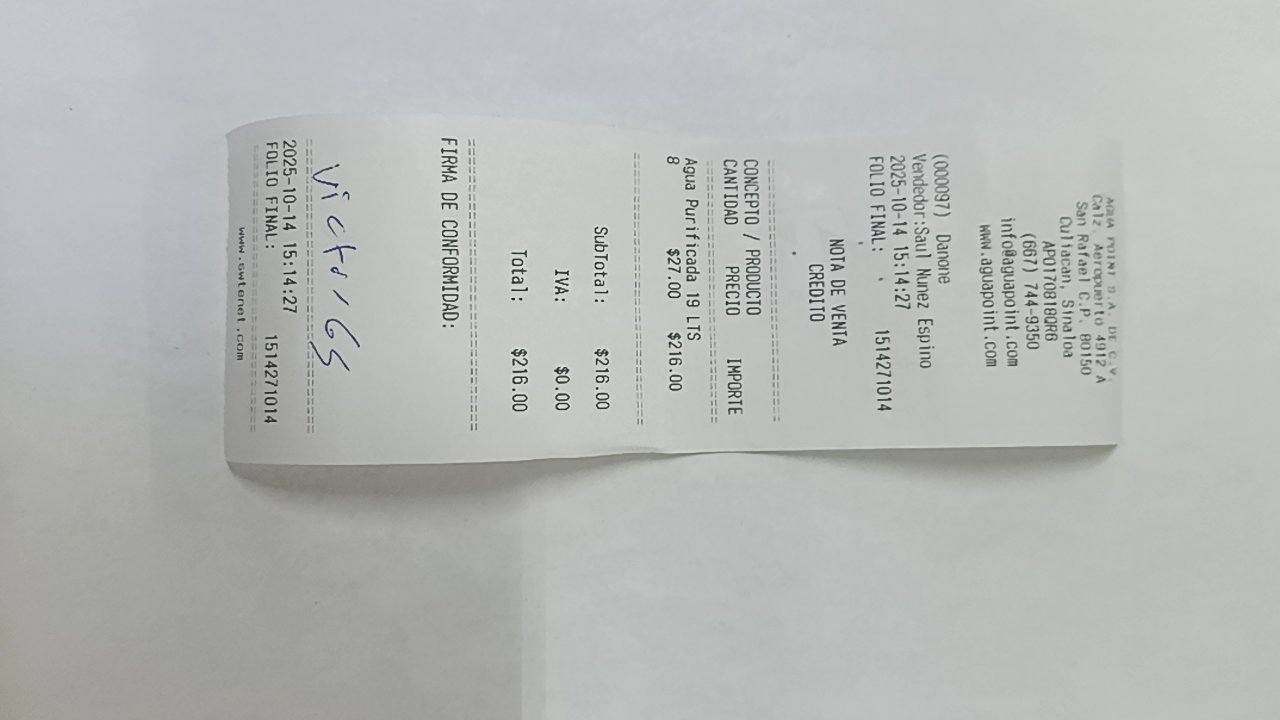 AGUA POINT S.A. DE C.V.
Calz. Aeropuerto 4912 A
San Rafael C.P. 80150
Culiacan, Sinaloa
APO170818QR6
(667) 744-9350
info@aguapoint.com
www.aguapoint.com
(000097) Danone
Vendedor:Saul Nunez Espino
2025-10-14 15:14:27
FOLIO FINAL: 1514271014
NOTA DE VENTA
CREDITO
CONCEPTO / PRODUCTO
CANTIDAD PRECIO IMPORTE
Agua Purificada 19 LTS
8 $27.00 $216.00
SubTotal: $216.00
IVA: $0.00
Total: $216.00
FIRMA DE CONFORMIDAD:
Victor GS
2025-10-14 15:14:27
FOLIO FINAL: 1514271014
www.swtenet.com